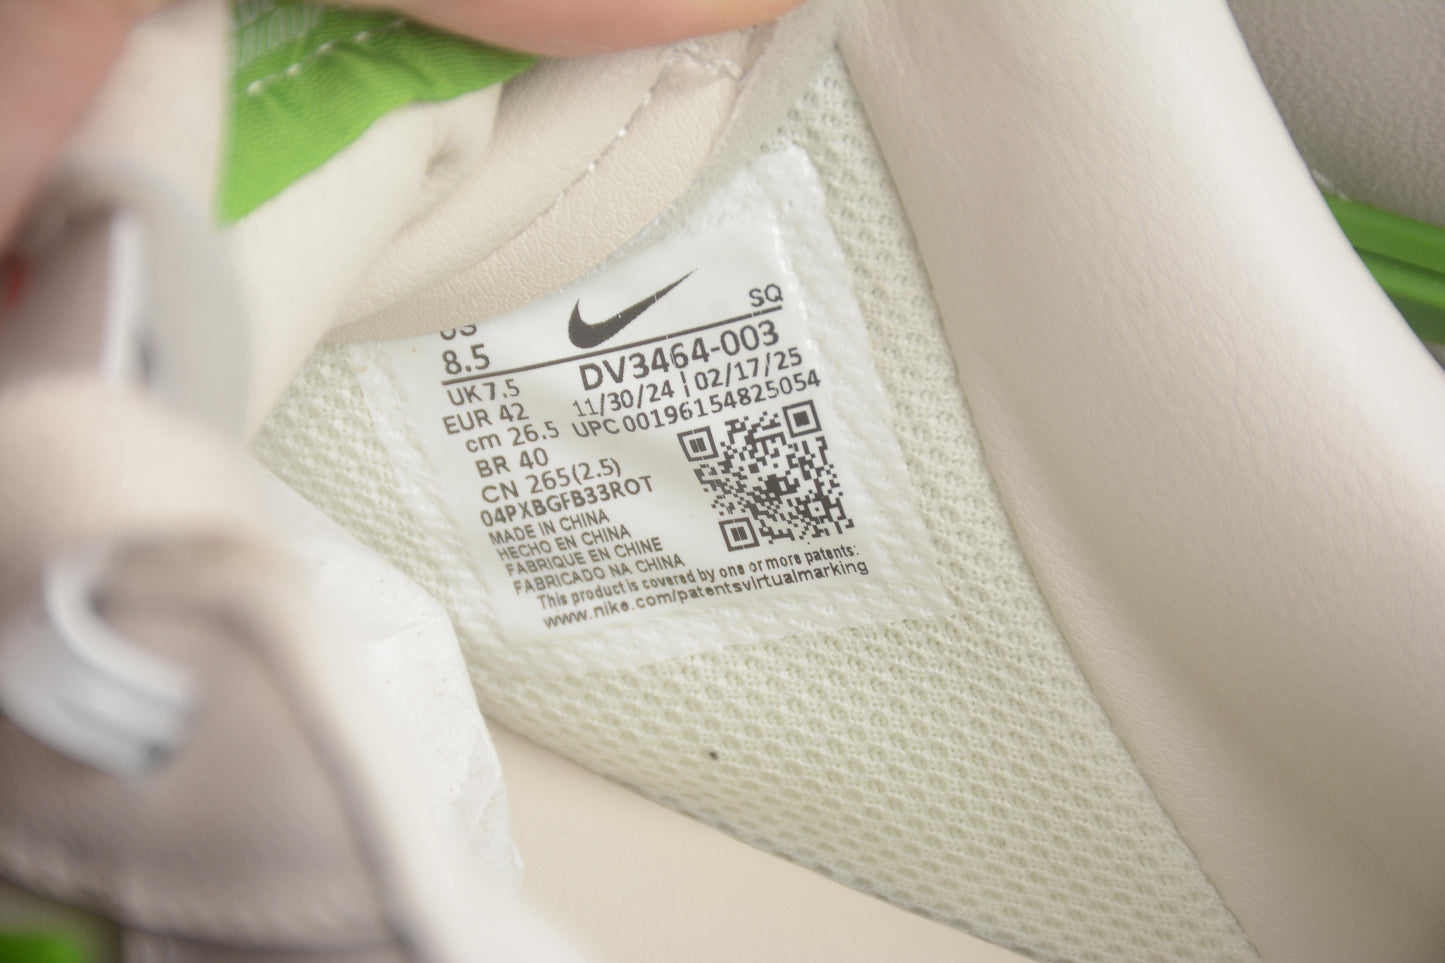 SQ
US
8.5
DV3464-003
UK 7.5
11/30/24 | 02/17/25
EUR 42
UPC 00196154825054
cm 26.5
BR 40
CN 265(2.5)
04PXBGFB33ROT
MADE IN CHINA
HECHO EN CHINA
FABRIQUE EN CHINE
FABRICADO NA CHINA
This product is covered by one or more patents:
www.nike.com/patentsvirtualmarking